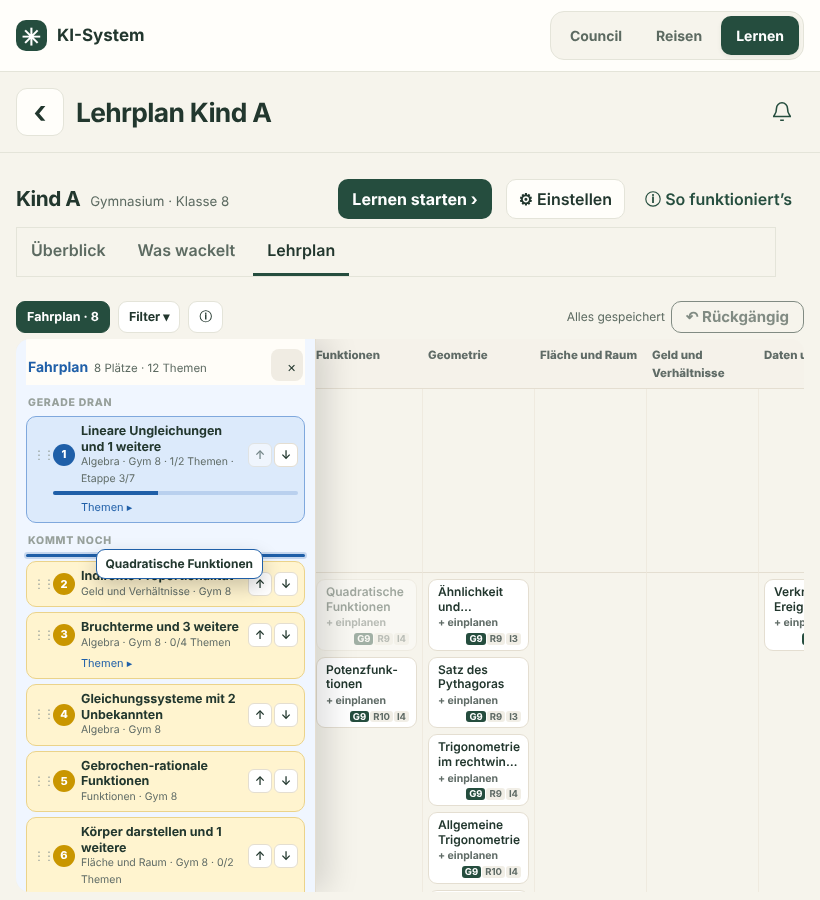 KI-System
Council
Reisen
Lernen
Lehrplan Kind A
Kind A
Gymnasium · Klasse 8
Lernen starten ›
⚙ Einstellen
ⓘ So funktioniert’s
Überblick
Was wackelt
Lehrplan
Fahrplan · 8
Filter ▾
ⓘ
Alles gespeichert
↶ Rückgängig
Fahrplan
8 Plätze · 12 Themen
×
GERADE DRAN
1
Lineare Ungleichungen
und 1 weitere
Algebra · Gym 8 · 1/2 Themen ·
Etappe 3/7
↑ ↓
Themen ▸
KOMMT NOCH
Quadratische Funktionen
2
Geld und Verhältnisse · Gym 8
↑ ↓
3
Bruchterme und 3 weitere
Algebra · Gym 8 · 0/4 Themen
↑ ↓
Themen ▸
4
Gleichungssysteme mit 2
Unbekannten
Algebra · Gym 8
↑ ↓
5
Gebrochen-rationale
Funktionen
Funktionen · Gym 8
↑ ↓
6
Körper darstellen und 1
weitere
Fläche und Raum · Gym 8 · 0/2
Themen
↑ ↓
Funktionen
Geometrie
Fläche und Raum
Geld und
Verhältnisse
Daten
Quadratische
Funktionen
+ einplanen
G9 R9 I4
Potenzfunk-
tionen
+ einplanen
G9 R10 I4
Ähnlichkeit
und…
+ einplanen
G9 R9 I3
Satz des
Pythagoras
+ einplanen
G9 R9 I3
Trigonometrie
im rechtwin…
+ einplanen
G9 R9 I4
Allgemeine
Trigonometrie
+ einplanen
G9 R10 I4